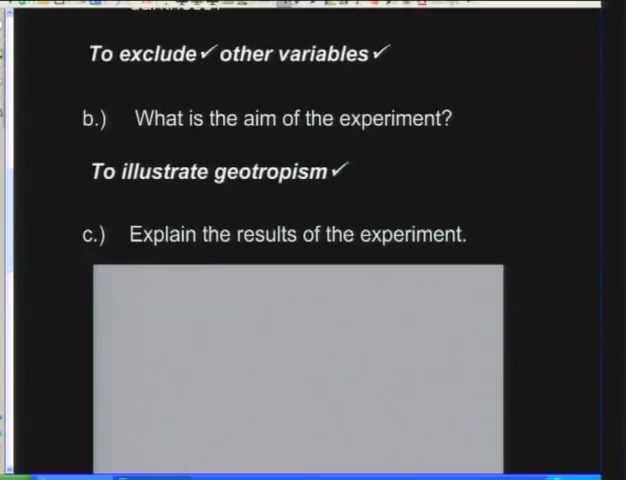 To exclude✓ other variables✓
b.) What is the aim of the experiment?
To illustrate geotropism✓
c.) Explain the results of the experiment.